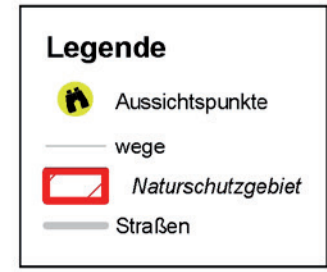 Legende
Aussichtspunkte
wege
Naturschutzgebiet
Straßen